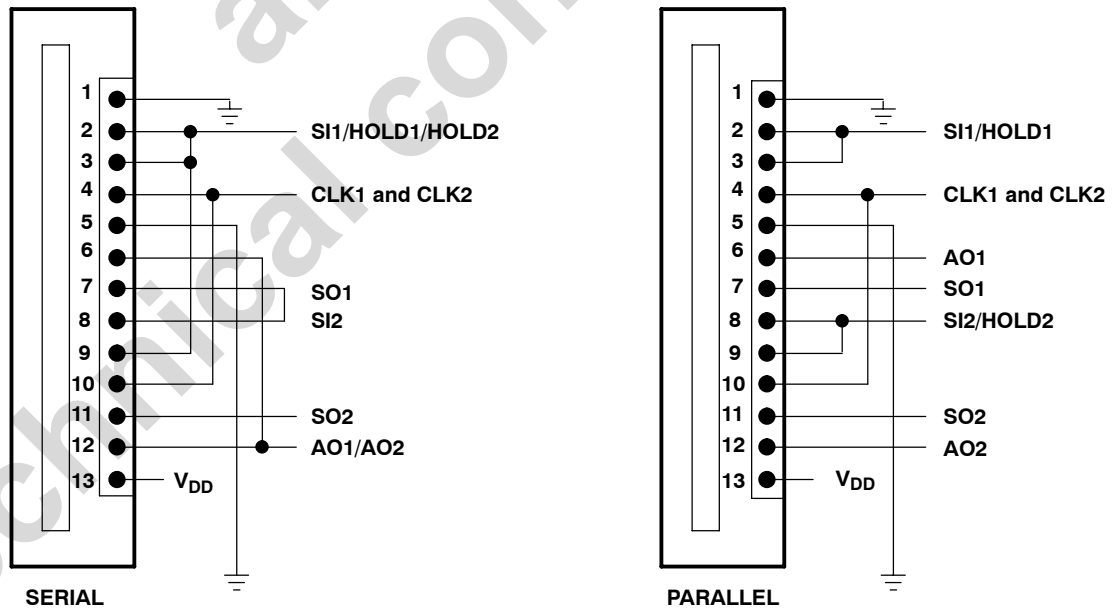 1
2 SI1/HOLD1/HOLD2
3
4 CLK1 and CLK2
5
6
7 SO1
8 SI2
9
10
11 SO2
12 AO1/AO2
13 VDD
SERIAL
1
2 SI1/HOLD1
3
4 CLK1 and CLK2
5
6 AO1
7 SO1
8 SI2/HOLD2
9
10
11 SO2
12 AO2
13 VDD
PARALLEL